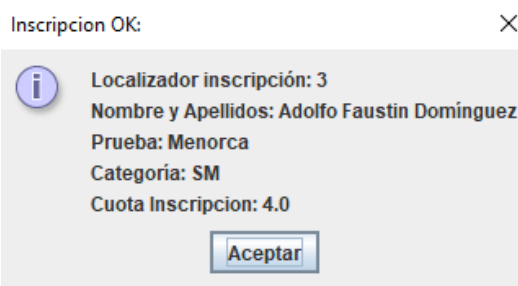 Inscripcion OK:
Localizador inscripción: 3
Nombre y Apellidos: Adolfo Faustin Domínguez
Prueba: Menorca
Categoría: SM
Cuota Inscripcion: 4.0
Aceptar